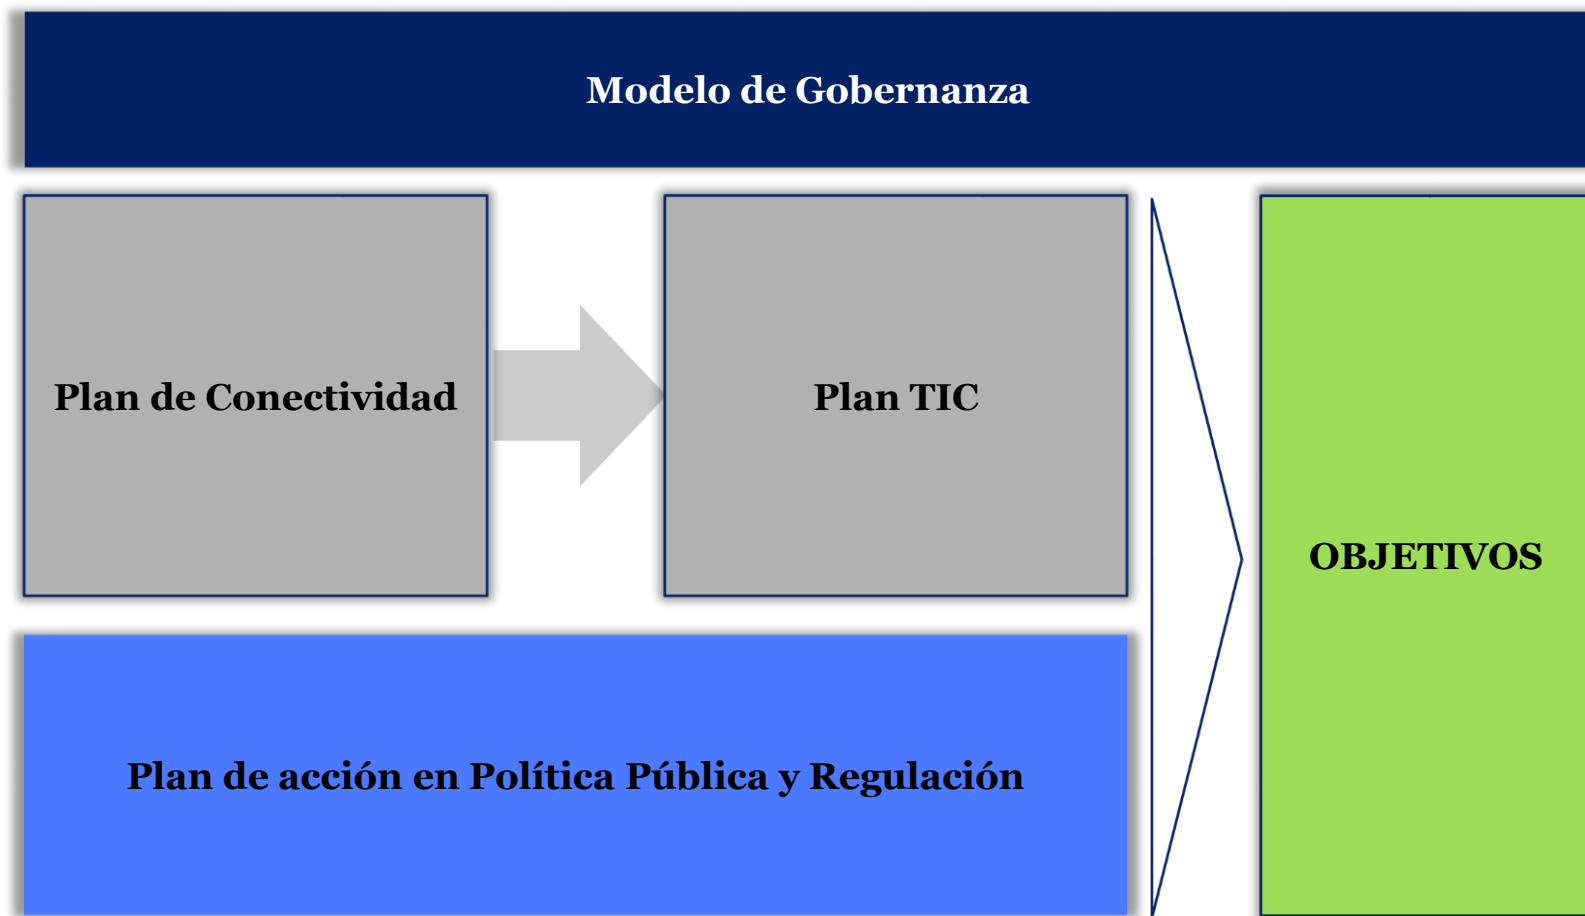 Modelo de Gobernanza
Plan de Conectividad
Plan TIC
OBJETIVOS
Plan de acción en Política Pública y Regulación